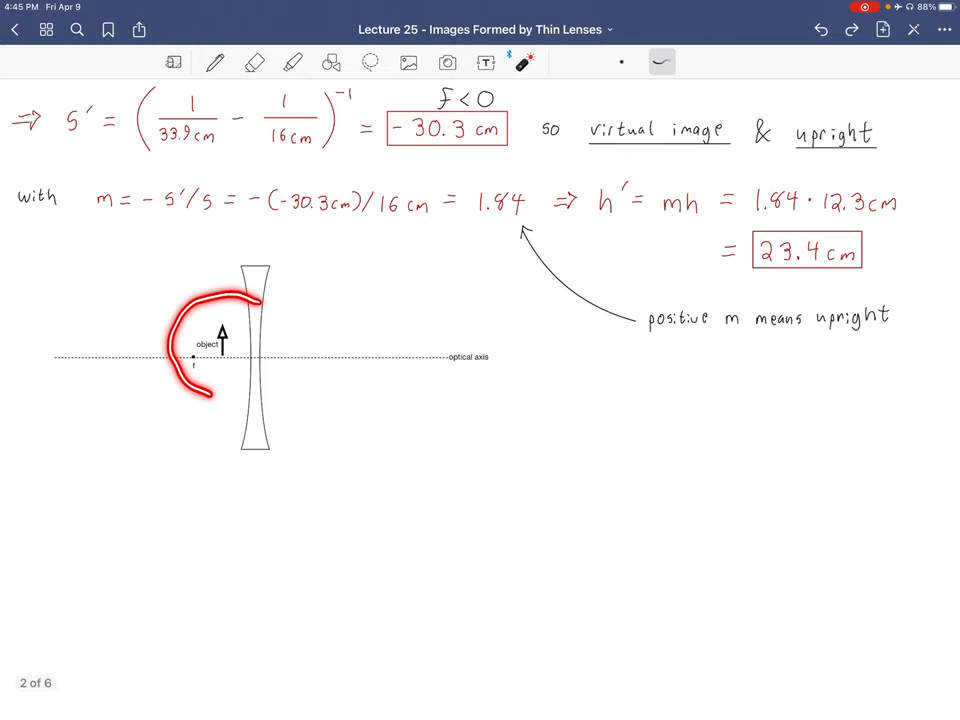 4:45 PM Fri Apr 9
88%
Lecture 25 - Images Formed by Thin Lenses
T
f < 0
⇒ s′ = ( 1/33.9cm − 1/16cm )⁻¹ = -30.3 cm so virtual image & upright
with m = - s′/s = -(-30.3cm)/16 cm = 1.84 ⇒ h′ = mh = 1.84 · 12.3cm
= 23.4 cm
positive m means upright
object
optical axis
f
2 of 6